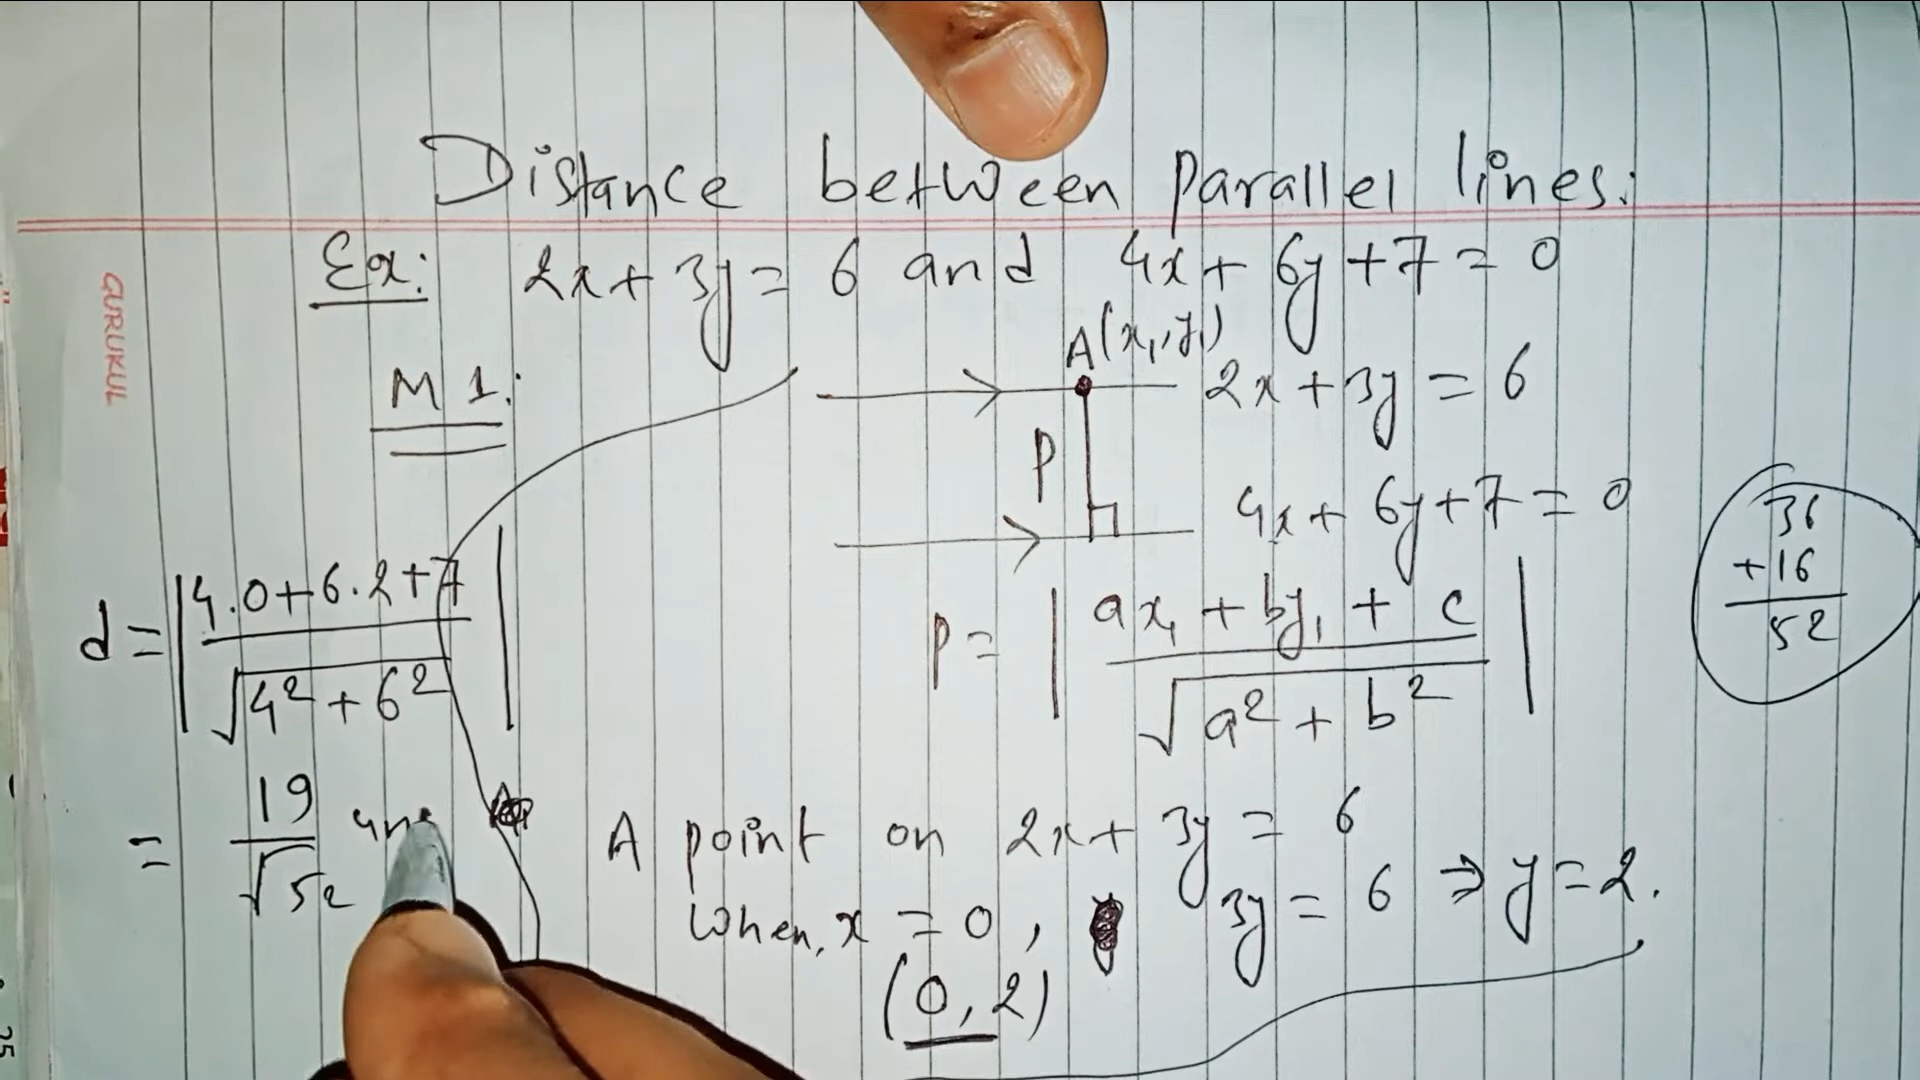 Distance between parallel lines:
Ex: 2x + 3y = 6 and 4x + 6y + 7 = 0
M 1:
A(x₁, y₁)
2x + 3y = 6
P
4x + 6y + 7 = 0
P = | (ax₁ + by₁ + c) / √(a² + b²) |
36
+ 16
52
d = | (4.0 + 6.2 + 7) / √(4² + 6²) |
= 19 / √52
A point on 2x + 3y = 6
When, x = 0, 3y = 6 ⇒ y = 2.
(0, 2)
GURUKUL
25